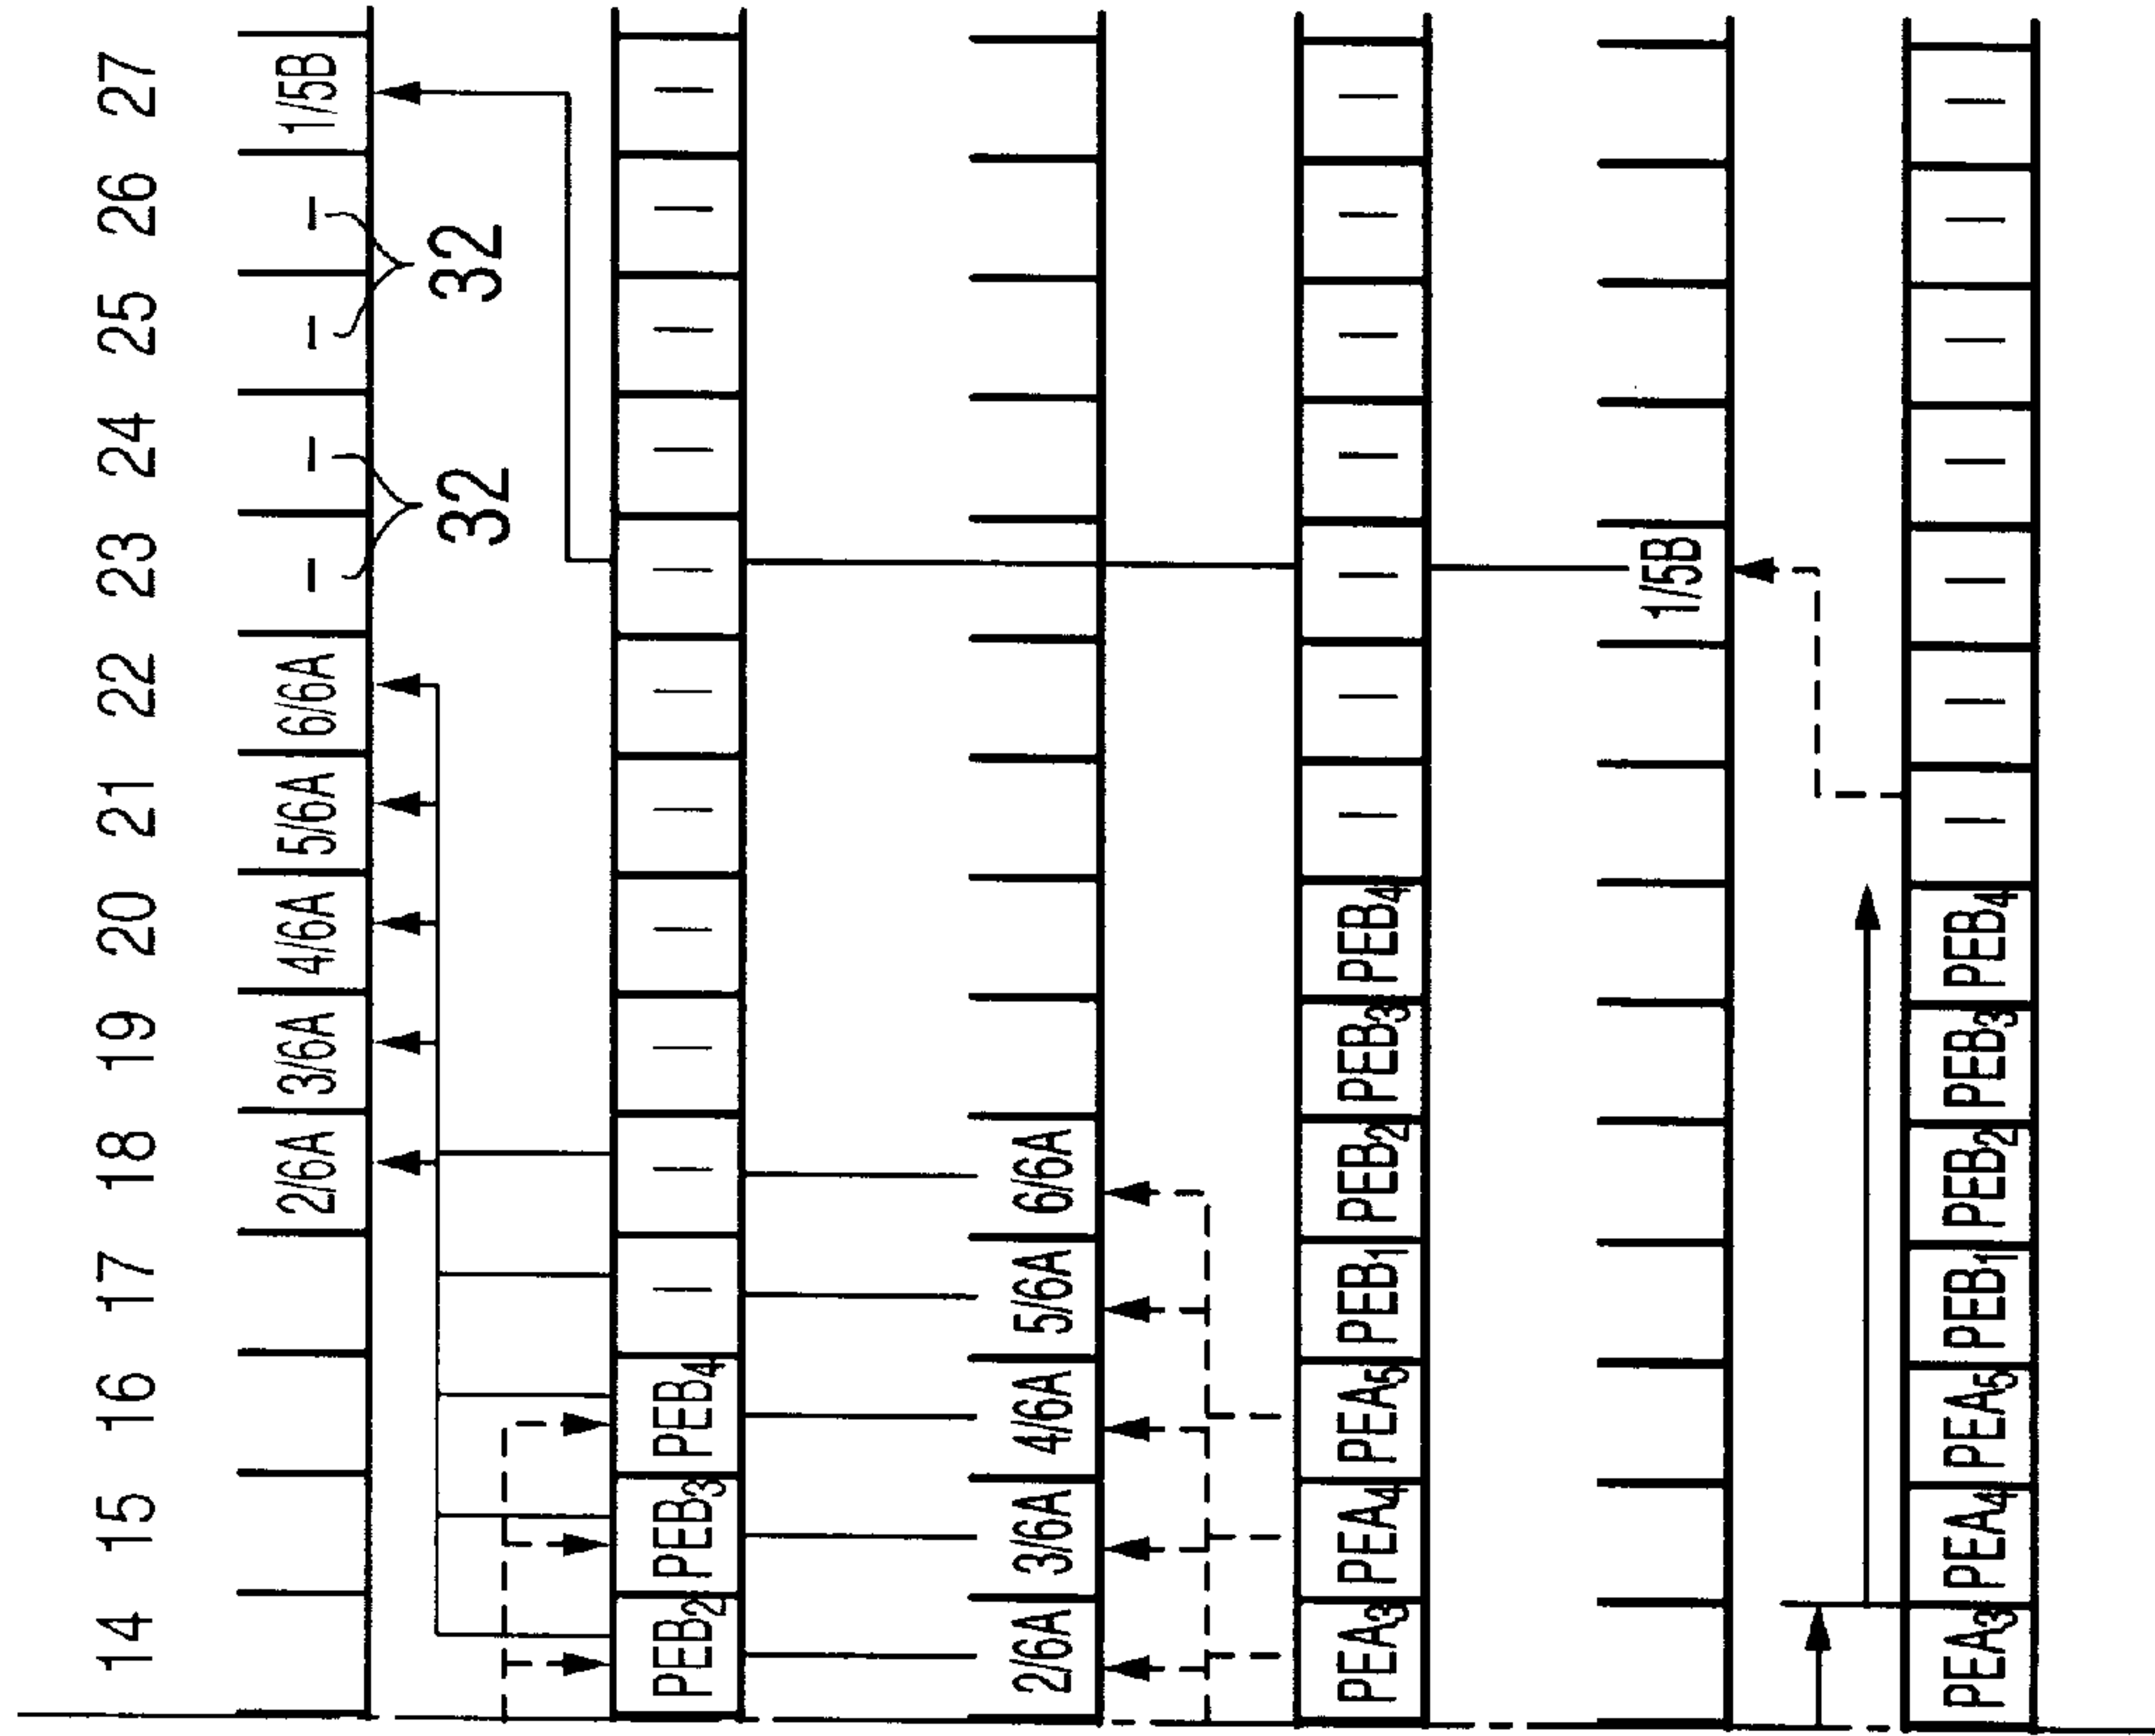 14 15 16 17 18 19 20 21 22 23 24 25 26 27
2/6A 3/6A 4/6A 5/6A 6/6A – – – – 1/5B
32 32
PEB2 PEB3 PEB4 – – – – – – – – – – –
2/6A 3/6A 4/6A 5/6A 6/6A
PEA3 PEA4 PEA5 PEB1 PEB2 PEB3 PEB4 – – – – – – –
1/5B
PEA3 PEA4 PEA5 PEB1 PEB2 PEB3 PEB4 – – – – – – –